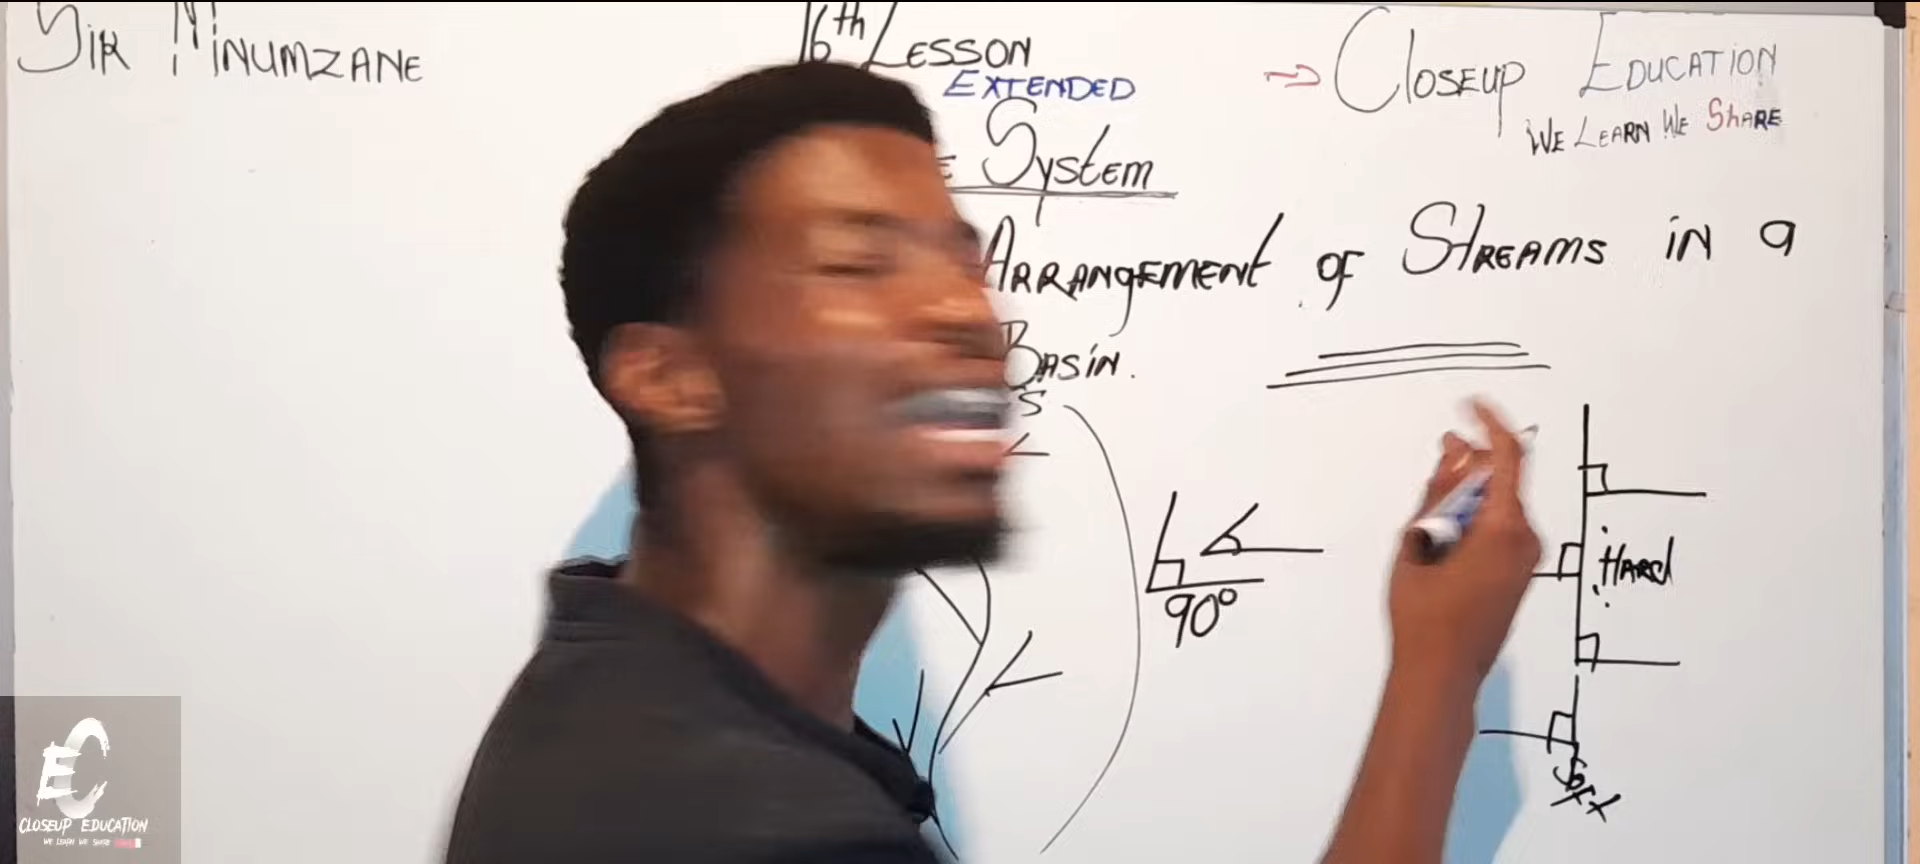 Sir Minumzane
16th Lesson
Extended
→ Closeup Education
We Learn We Share
System
Arrangement of Streams in a
Basin.
90°
Hard
Soft
EC
CLOSEUP EDUCATION
WE LEARN WE SHARE